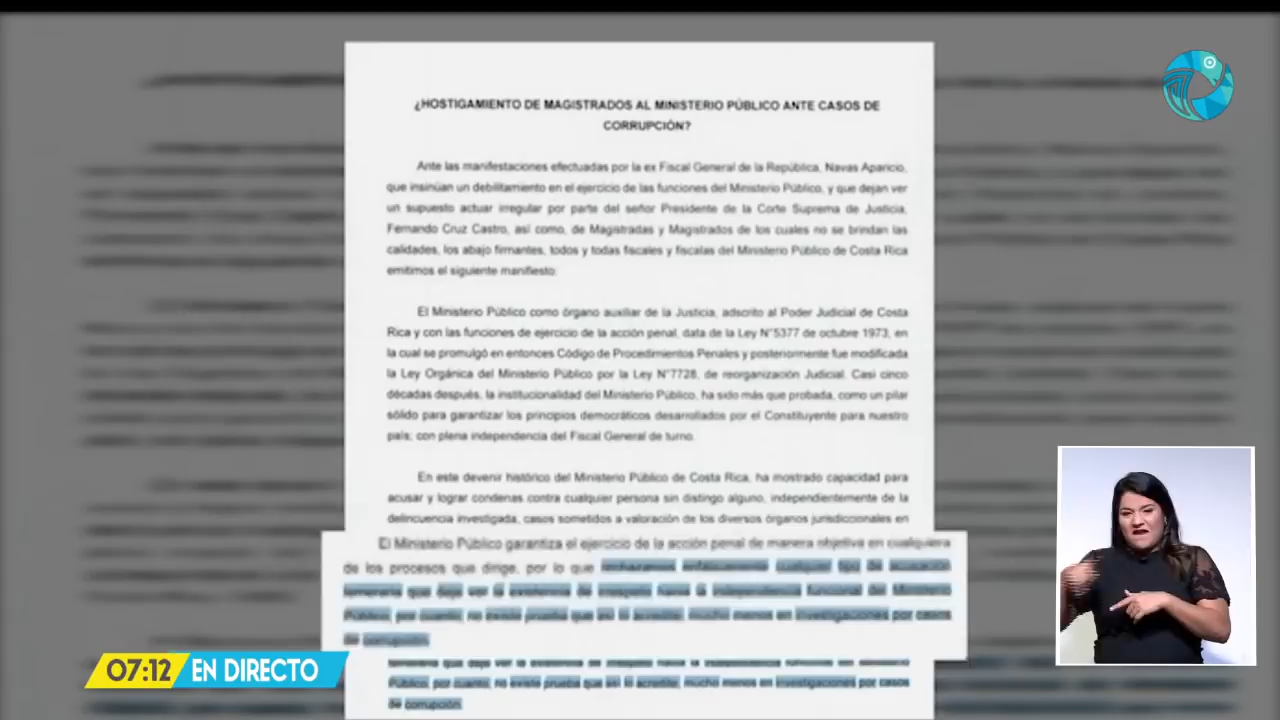 ¿HOSTIGAMIENTO DE MAGISTRADOS AL MINISTERIO PÚBLICO ANTE CASOS DE
CORRUPCIÓN?
Ante las manifestaciones efectuadas por la ex Fiscal General de la República, Navas Aparicio,
que insinúan un debilitamiento en el ejercicio de las funciones del Ministerio Público, y que dejan ver
un supuesto actuar irregular por parte del señor Presidente de la Corte Suprema de Justicia,
Fernando Cruz Castro, así como, de Magistradas y Magistrados de los cuales no se brindan las
calidades, los abajo firmantes, todos y todas fiscales y fiscalas del Ministerio Público de Costa Rica
emitimos el siguiente manifiesto:
El Ministerio Público como órgano auxiliar de la Justicia, adscrito al Poder Judicial de Costa
Rica y con las funciones de ejercicio de la acción penal, data de la Ley N°5377 de octubre 1973, en
la cual se promulgó en entonces Código de Procedimientos Penales y posteriormente fue modificada
la Ley Orgánica del Ministerio Público por la Ley N°7728, de reorganización Judicial. Casi cinco
décadas después, la institucionalidad del Ministerio Público, ha sido más que probada, como un pilar
sólido para garantizar los principios democráticos desarrollados por el Constituyente para nuestro
país; con plena independencia del Fiscal General de turno.
En este devenir histórico del Ministerio Público de Costa Rica, ha mostrado capacidad para
acusar y lograr condenas contra cualquier persona sin distingo alguno, independientemente de la
delincuencia investigada, casos sometidos a valoración de los diversos órganos jurisdiccionales en
El Ministerio Público garantiza el ejercicio de la acción penal de manera objetiva en cualquiera
de los procesos que dirige, por lo que rechazamos enfáticamente cualquier tipo de acusación
temeraria que deja ver la existencia de irrespeto hacia la independencia funcional del Ministerio
Público, por cuanto, no existe prueba que así lo acredite, mucho menos en investigaciones por casos
de corrupción.
temeraria que deja ver la existencia de irrespeto hacia la independencia funcional del Ministerio
Público, por cuanto, no existe prueba que así lo acredite, mucho menos en investigaciones por casos
de corrupción.
07:12 EN DIRECTO